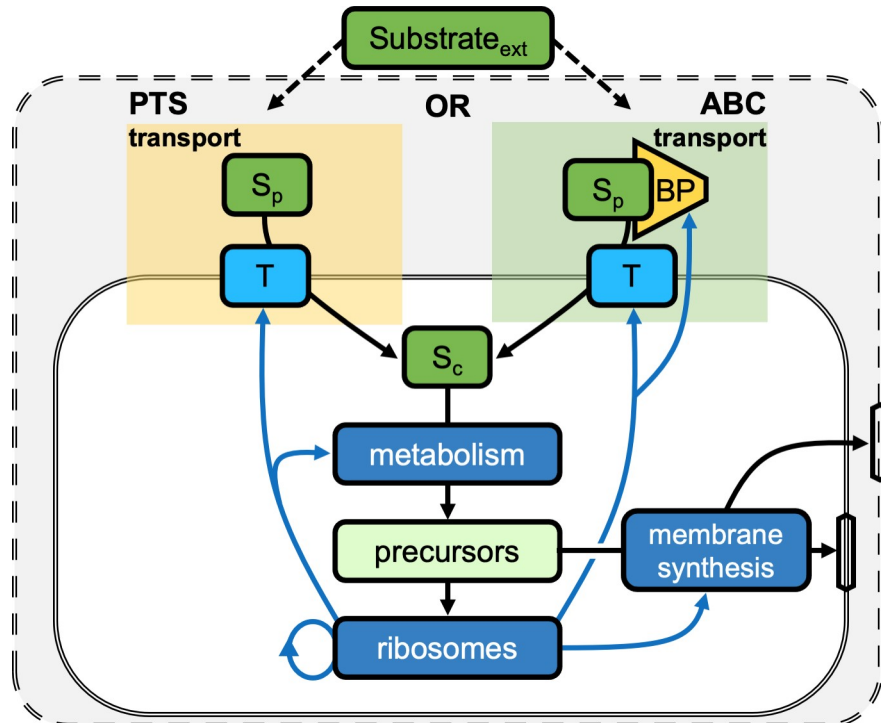 Substrate_ext
PTS
OR
ABC
transport
transport
S_p
S_p
BP
T
T
S_c
metabolism
precursors
membrane
synthesis
ribosomes